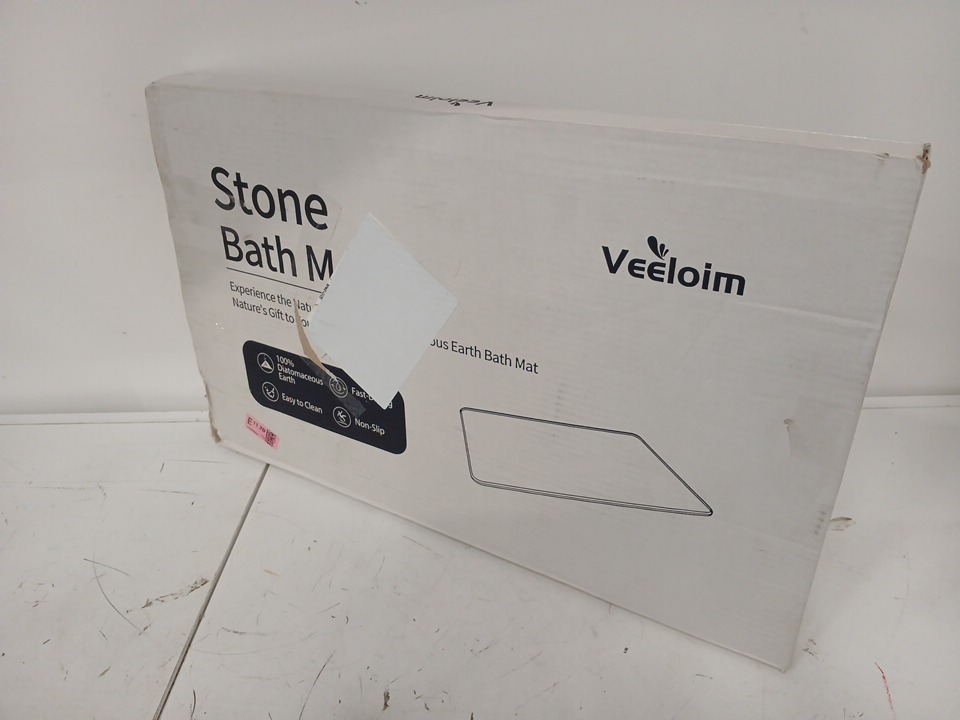 Veeloim
Stone
Bath M
Veeloim
Experience the Natu
Nature's Gift to You
ous Earth Bath Mat
100%
Diatomaceous
Earth
Fast-D
g
Easy to Clean
Non-Slip